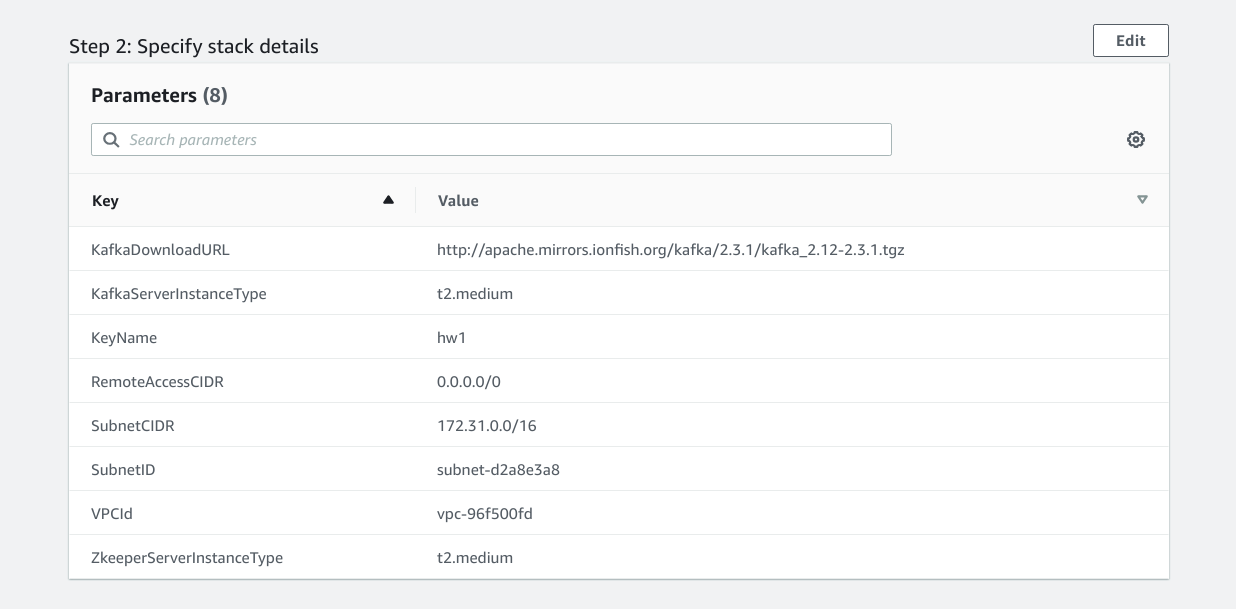 Step 2: Specify stack details
Edit
Parameters (8)
Search parameters
Key Value
KafkaDownloadURL http://apache.mirrors.ionfish.org/kafka/2.3.1/kafka_2.12-2.3.1.tgz
KafkaServerInstanceType t2.medium
KeyName hw1
RemoteAccessCIDR 0.0.0.0/0
SubnetCIDR 172.31.0.0/16
SubnetID subnet-d2a8e3a8
VPCId vpc-96f500fd
ZkeeperServerInstanceType t2.medium